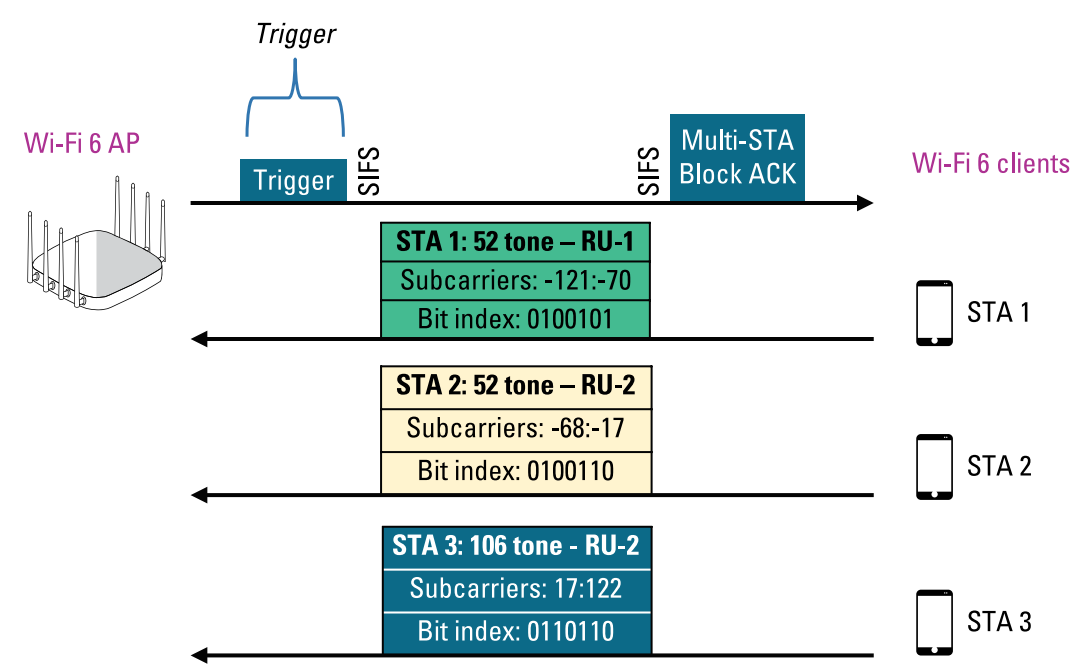 Trigger
Wi-Fi 6 AP
Trigger
SIFS
SIFS
Multi-STA
Block ACK
Wi-Fi 6 clients
STA 1: 52 tone – RU-1
Subcarriers: -121:-70
Bit index: 0100101
STA 1
STA 2: 52 tone – RU-2
Subcarriers: -68:-17
Bit index: 0100110
STA 2
STA 3: 106 tone - RU-2
Subcarriers: 17:122
Bit index: 0110110
STA 3